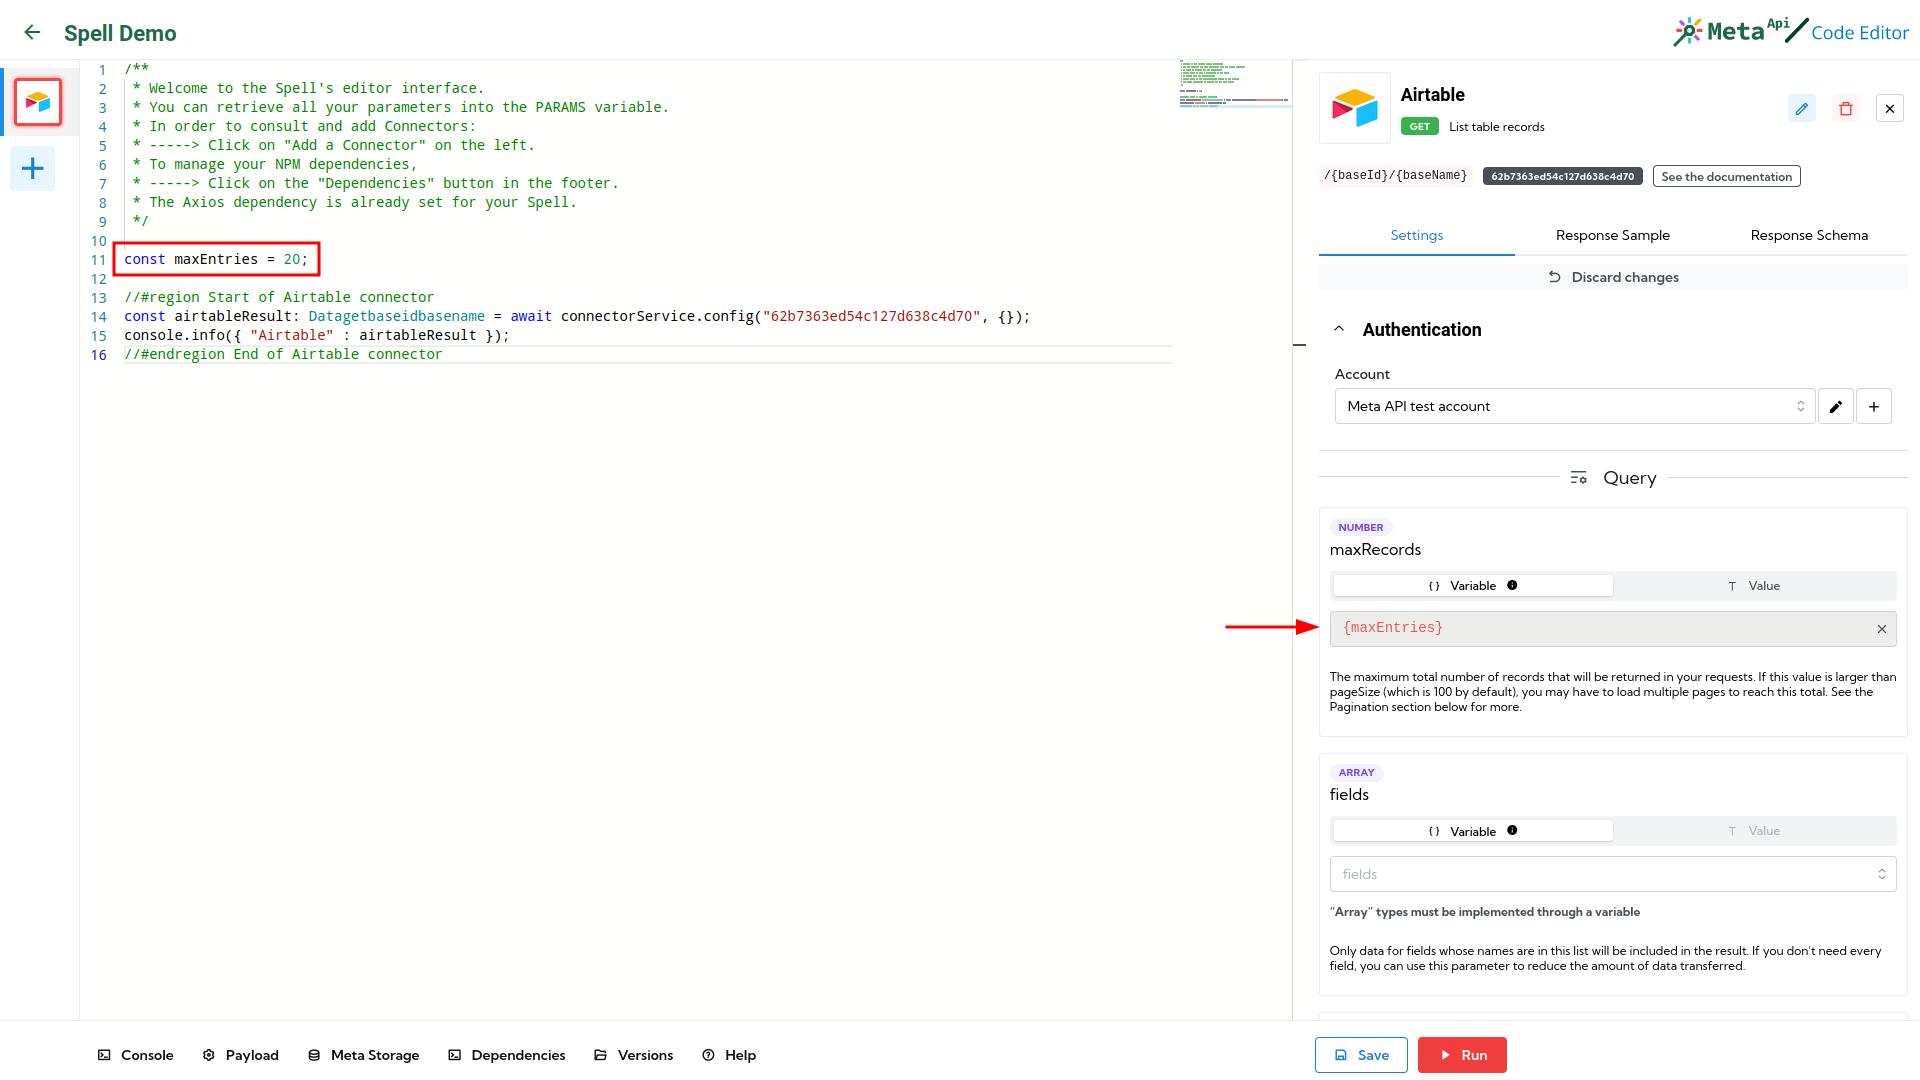 Spell Demo
Meta Api Code Editor
1 /**
2 * Welcome to the Spell's editor interface.
3 * You can retrieve all your parameters into the PARAMS variable.
4 * In order to consult and add Connectors:
5 * -----> Click on "Add a Connector" on the left.
6 * To manage your NPM dependencies,
7 * -----> Click on the "Dependencies" button in the footer.
8 * The Axios dependency is already set for your Spell.
9 */
10
11 const maxEntries = 20;
12
13 //#region Start of Airtable connector
14 const airtableResult: Datagetbaseidbasename = await connectorService.config("62b7363ed54c127d638c4d70", {});
15 console.info({ "Airtable" : airtableResult });
16 //#endregion End of Airtable connector
Airtable
GET List table records
/{baseId}/{baseName} 62b7363ed54c127d638c4d70 See the documentation
Settings Response Sample Response Schema
Discard changes
Authentication
Account
Meta API test account
Query
NUMBER
maxRecords
{} Variable T Value
{maxEntries}
The maximum total number of records that will be returned in your requests. If this value is larger than
pageSize (which is 100 by default), you may have to load multiple pages to reach this total. See the
Pagination section below for more.
ARRAY
fields
{} Variable T Value
fields
"Array" types must be implemented through a variable
Only data for fields whose names are in this list will be included in the result. If you don't need every
field, you can use this parameter to reduce the amount of data transferred.
Console Payload Meta Storage Dependencies Versions Help
Save Run